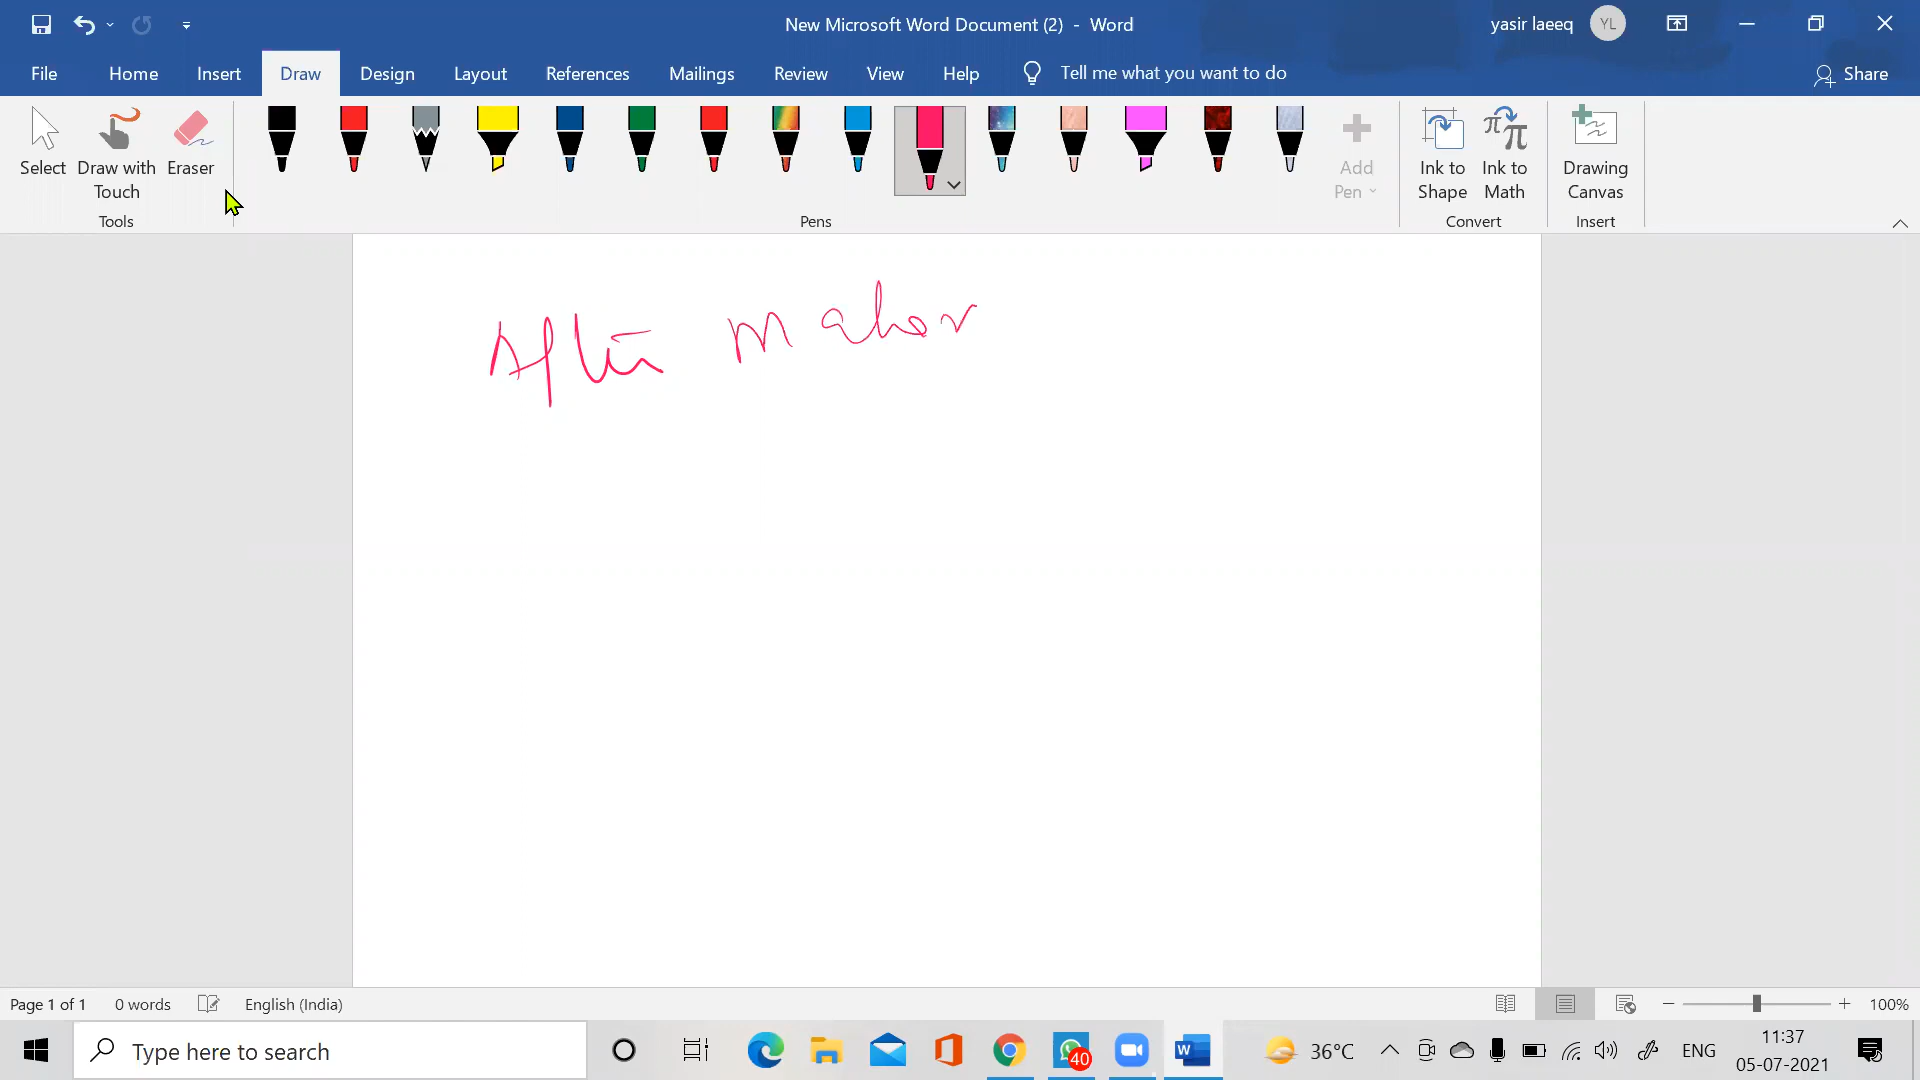 New Microsoft Word Document (2) - Word yasir laeeq YL
File Home Insert Draw Design Layout References Mailings Review View Help Tell me what you want to do Share
Select Draw with Touch Eraser Add Pen Ink to Shape Ink to Math Drawing Canvas
Tools Pens Convert Insert
After
Page 1 of 1 0 words English (India) 100%
Type here to search 40 W 36°C ENG 11:37
05-07-2021